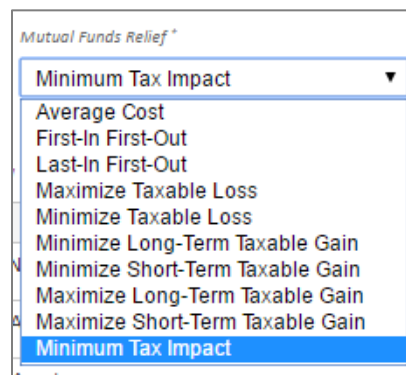 Mutual Funds Relief *
Minimum Tax Impact
Average Cost
First-In First-Out
Last-In First-Out
Maximize Taxable Loss
Minimize Taxable Loss
Minimize Long-Term Taxable Gain
Minimize Short-Term Taxable Gain
Maximize Long-Term Taxable Gain
Maximize Short-Term Taxable Gain
Minimum Tax Impact